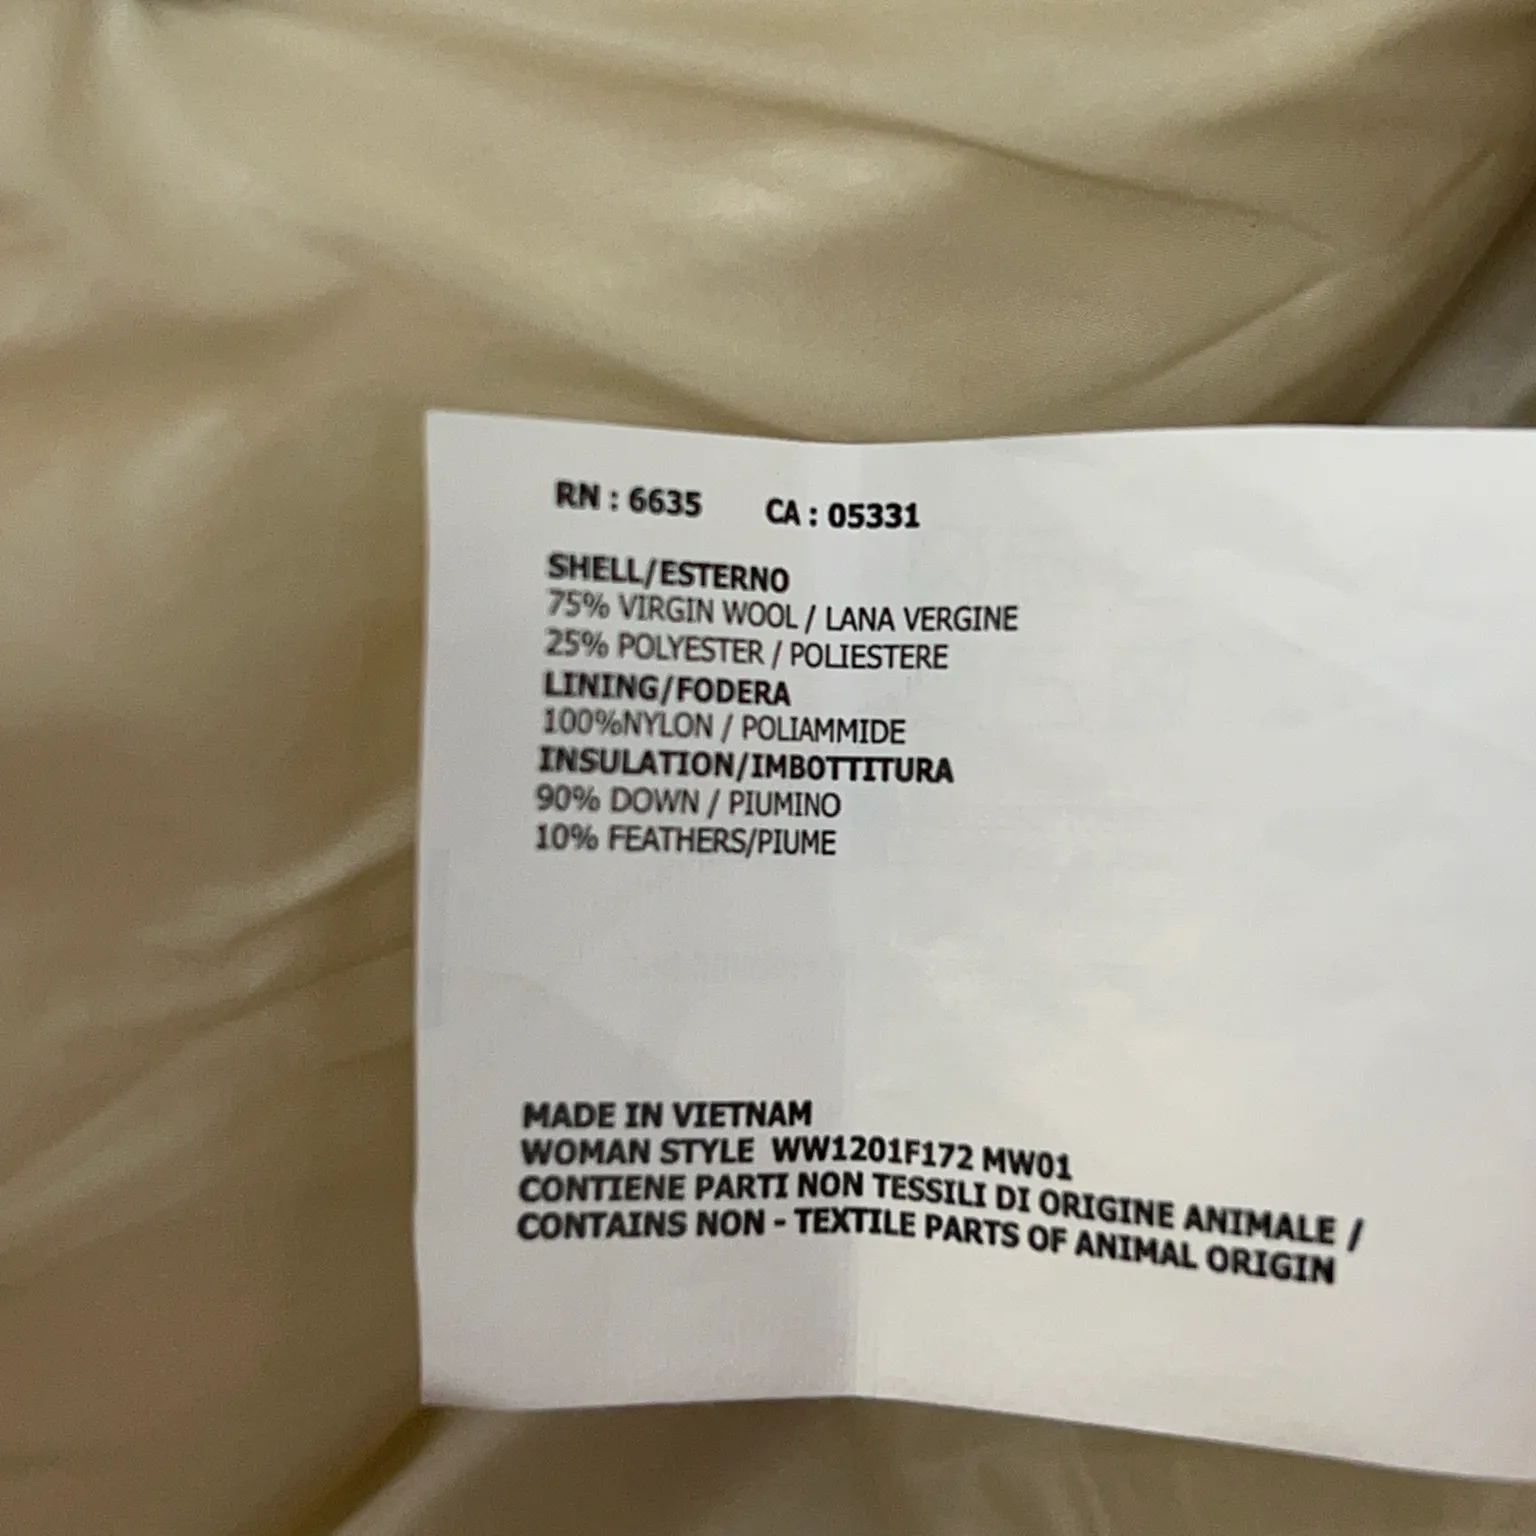 RN : 6635 CA : 05331
SHELL/ESTERNO
75% VIRGIN WOOL / LANA VERGINE
25% POLYESTER / POLIESTERE
LINING/FODERA
100%NYLON / POLIAMMIDE
INSULATION/IMBOTTITURA
90% DOWN / PIUMINO
10% FEATHERS/PIUME
MADE IN VIETNAM
WOMAN STYLE WW1201F172 MW01
CONTIENE PARTI NON TESSILI DI ORIGINE ANIMALE /
CONTAINS NON - TEXTILE PARTS OF ANIMAL ORIGIN